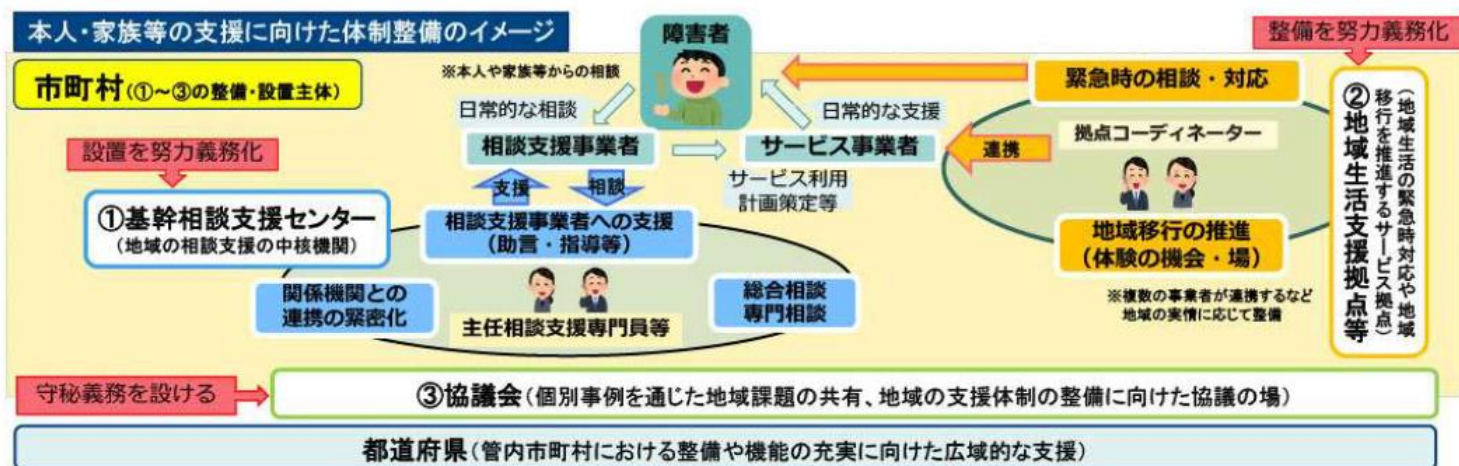 本人・家族等の支援に向けた体制整備のイメージ
障害者
整備を努力義務化
市町村(①～③の整備・設置主体)
※本人や家族等からの相談
日常的な相談
日常的な支援
緊急時の相談・対応
相談支援事業者
サービス事業者
連携
拠点コーディネーター
サービス利用
計画策定等
設置を努力義務化
①基幹相談支援センター
(地域の相談支援の中核機関)
支援
相談
相談支援事業者への支援
(助言・指導等)
関係機関との
連携の緊密化
主任相談支援専門員等
総合相談
専門相談
地域移行の推進
(体験の機会・場)
※複数の事業者が連携するなど
地域の実情に応じて整備
②地域生活支援拠点等
(地域生活の緊急時対応や地域
移行を推進するサービス拠点)
守秘義務を設ける
③協議会(個別事例を通じた地域課題の共有、地域の支援体制の整備に向けた協議の場)
都道府県(管内市町村における整備や機能の充実に向けた広域的な支援)